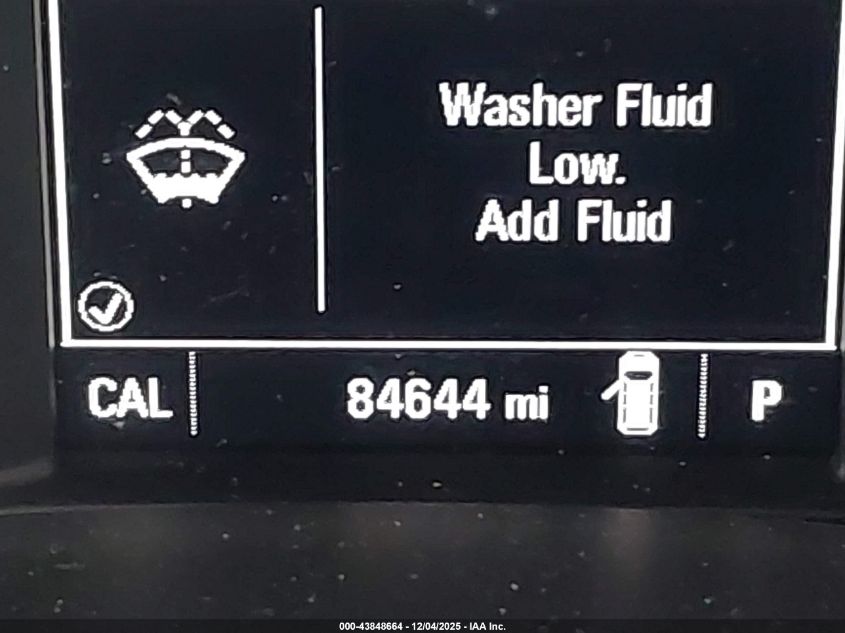 Washer Fluid
Low.
Add Fluid
CAL
84644 mi
P
000-43848664 - 12/04/2025 - IAA Inc.